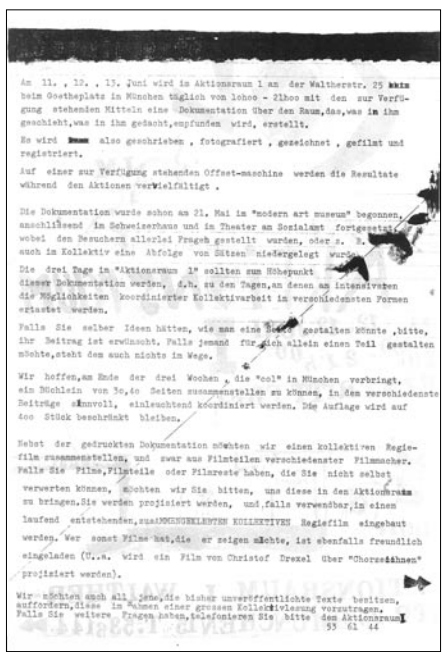 Am 11. , 12. , 13. Juni wird im Aktionsraum 1 an der Waltherstr. 25
beim Goetheplatz in München täglich von 1ohoo - 21hoo mit den zur Verfü-
gung stehenden Mitteln eine Dokumentation über den Raum,das,was in ihm
geschieht,was in ihm gedacht,empfunden wird, erstellt.
Es wird also geschrieben , fotografiert , gezeichnet , gefilmt und
registriert.
Auf einer zur Verfügung stehenden Offset-maschine werden die Resultate
während den Aktionen vervielfältigt .
Die Dokumentation wurde schon am 21. Mai im "modern art museum" begonnen,
anschliessend im Schweizerhaus und im Theater am Sozialamt fortgesetzt,
wobei den Besuchern allerlei Fragen gestellt wurden, oder z. B.
auch im Kollektiv eine Abfolge von Sätzen niedergelegt wurde.
Die drei Tage im "Aktionsraum 1" sollten zum Höhepunkt
dieser Dokumentation werden, d.h. zu den Tagen,an denen am intensivsten
die Möglichkeiten koordinierter Kollektivarbeit in verschiedensten Formen
ertastet werden.
Falls Sie selber Ideen hätten, wie man eine Seite gestalten könnte ,bitte,
ihr Beitrag ist erwünscht. Falls jemand für sich allein einen Teil gestalten
möchte,steht dem auch nichts im Wege.
Wir hoffen,am Ende der drei Wochen , die "col" in München verbringt,
ein Büchlein von 30,40 Seiten zusammenstellen zu können, in dem verschiedenste
Beiträge sinnvoll, einleuchtend koordiniert werden. Die Auflage wird auf
4oo Stück beschränkt bleiben.
Nebst der gedruckten Dokumentation möchten wir einen kollektiven Regie-
film zusammenstellen, und zwar aus Filmteilen verschiedenster Filmmacher.
Falls Sie Filme,Filmteile oder Filmreste haben, die Sie nicht selbst
verwerten können, möchten wir Sie bitten, uns diese in den Aktionsraum
zu bringen.Sie werden projisiert werden, und,falls verwendbar,in einem
laufend entstehenden,zusAMMENGEKLEBTEN KOLLEKTIVES Regiefilm eingebaut
werden. Wer sonst Filme hat,die er zeigen möchte, ist ebenfalls freundlich
eingeladen (U..a. wird ein Film von Christof Drexel über "Chorzeichnen"
projisiert werden).
Wir möchten auch all jene,die bisher unveröffentlichte Texte besitzen,
auffordern,diese im Rahmen einer grossen Kollektivlesung vorzutragen,
Falls Sie weitere Fragen haben,telefonieren Sie bitte dem Aktionsraum1
53 61 44